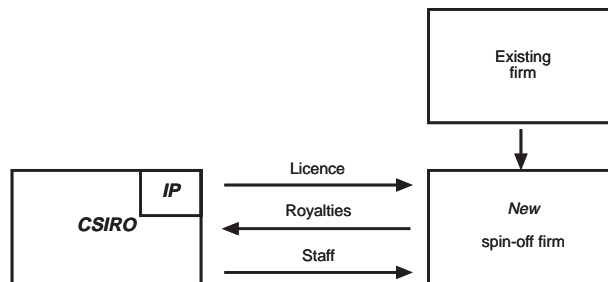 Existing
firm
Licence
IP
CSIRO
Royalties
New
spin-off firm
Staff